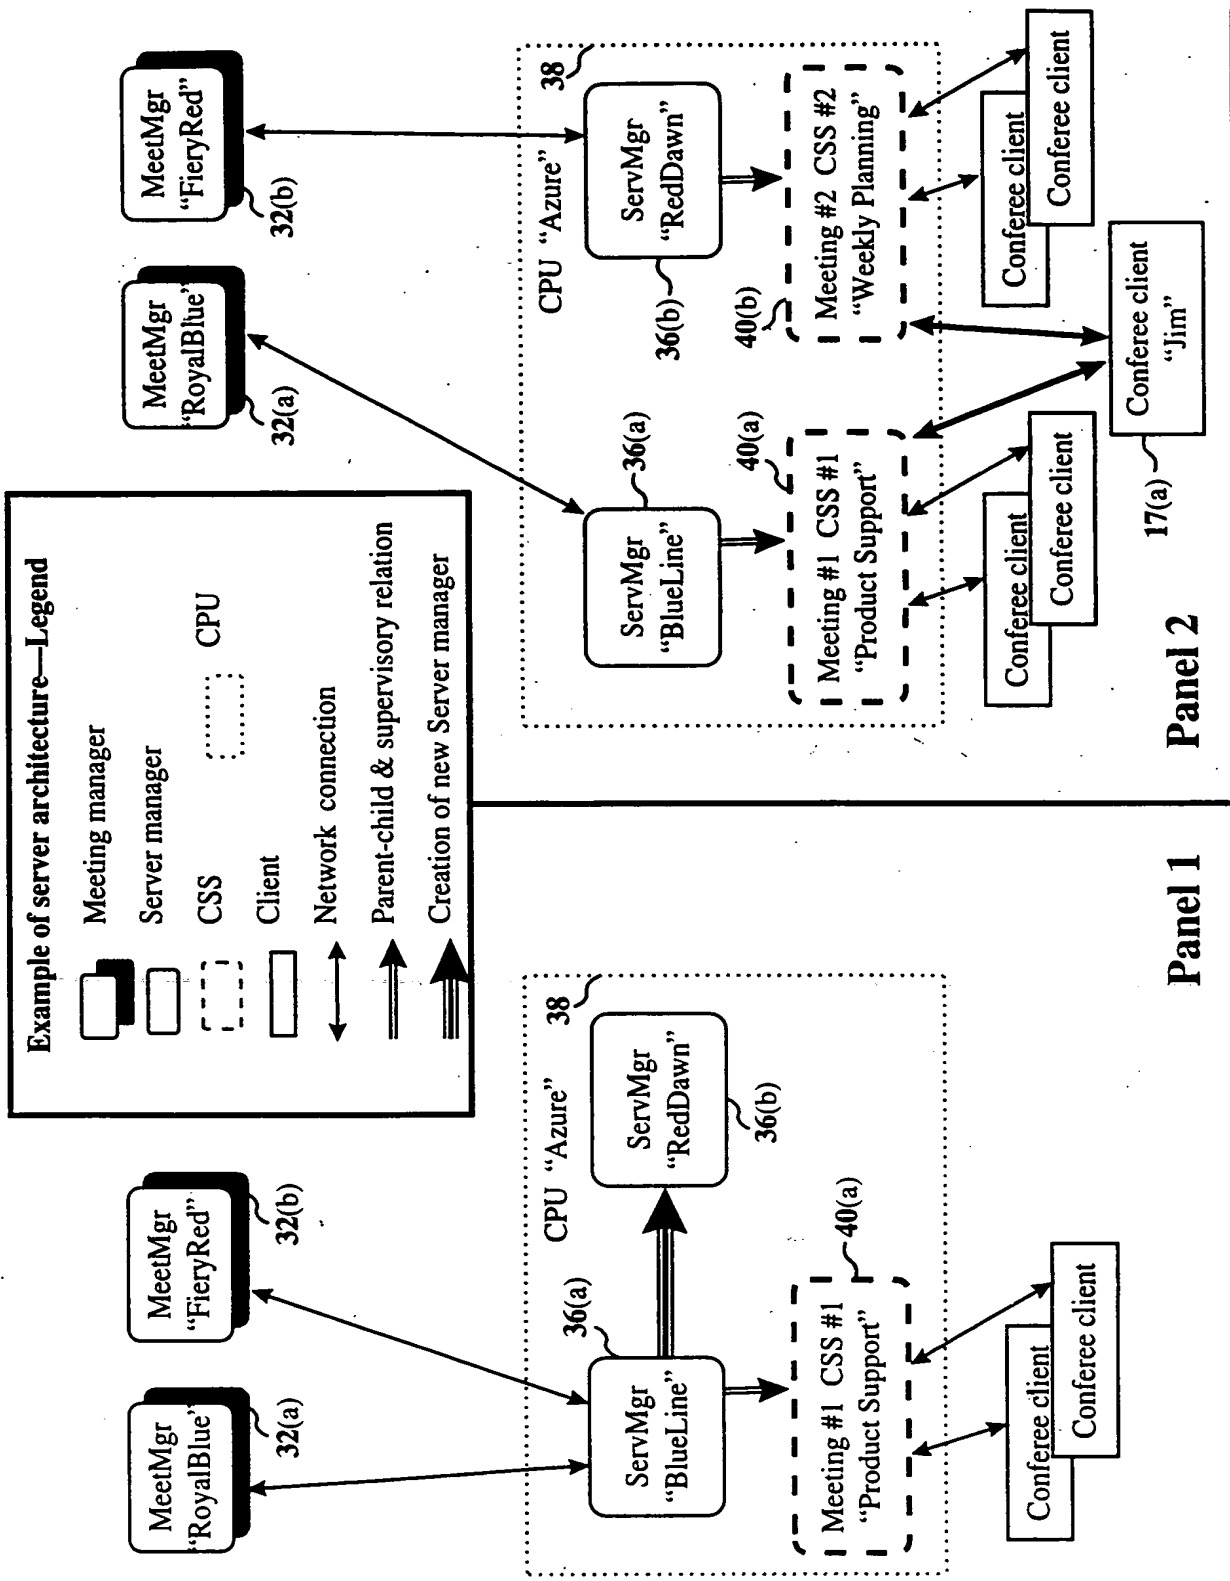 Example of server architecture—Legend
Meeting manager
Server manager
CSS
CPU
Client
Network connection
Parent-child & supervisory relation
Creation of new Server manager
MeetMgr
“RoyalBlue”
32(a)
MeetMgr
“FieryRed”
32(b)
CPU “Azure”
38
36(a)
ServMgr
“BlueLine”
ServMgr
“RedDawn”
36(b)
Meeting #1 CSS #1
“Product Support”
40(a)
Conferee client
Conferee client
Panel 1
MeetMgr
“RoyalBlue”
32(a)
MeetMgr
“FieryRed”
32(b)
CPU “Azure”
38
ServMgr
“BlueLine”
36(a)
ServMgr
“RedDawn”
36(b)
40(a)
Meeting #1 CSS #1
“Product Support”
40(b)
Meeting #2 CSS #2
“Weekly Planning”
Conferee client
Conferee client
Conferee client
Conferee client
Conferee client
“Jim”
17(a)
Panel 2